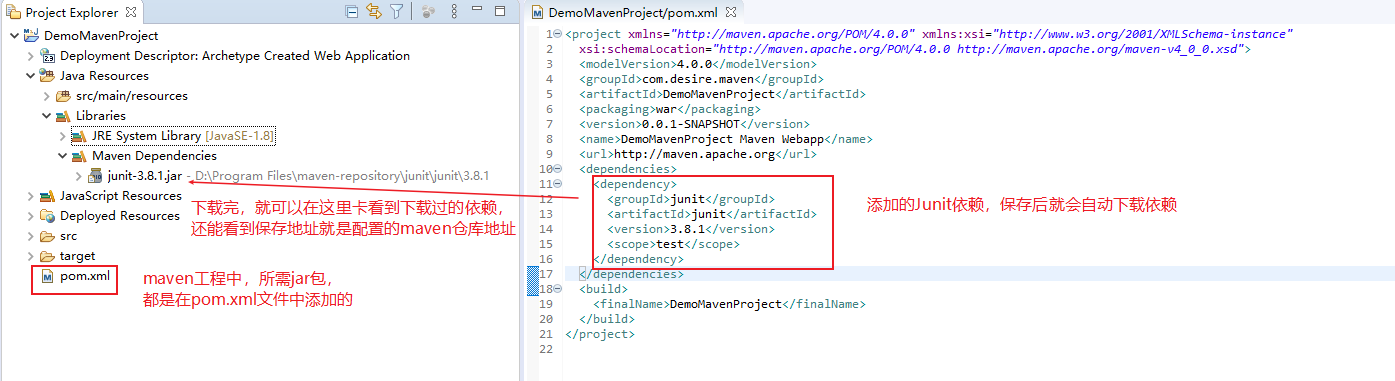 Project Explorer
DemoMavenProject
Deployment Descriptor: Archetype Created Web Application
Java Resources
src/main/resources
Libraries
JRE System Library [JavaSE-1.8]
Maven Dependencies
junit-3.8.1.jar - D:\Program Files\maven-repository\junit\junit\3.8.1
JavaScript Resources
Deployed Resources
src
target
pom.xml
下载完，就可以在这里卡看到下载过的依赖，
还能看到保存地址就是配置的maven仓库地址
maven工程中，所需jar包，
都是在pom.xml文件中添加的
DemoMavenProject/pom.xml
1 <project xmlns="http://maven.apache.org/POM/4.0.0" xmlns:xsi="http://www.w3.org/2001/XMLSchema-instance"
2 xsi:schemaLocation="http://maven.apache.org/POM/4.0.0 http://maven.apache.org/maven-v4_0_0.xsd">
3 <modelVersion>4.0.0</modelVersion>
4 <groupId>com.desire.maven</groupId>
5 <artifactId>DemoMavenProject</artifactId>
6 <packaging>war</packaging>
7 <version>0.0.1-SNAPSHOT</version>
8 <name>DemoMavenProject Maven Webapp</name>
9 <url>http://maven.apache.org</url>
10 <dependencies>
11 <dependency>
12 <groupId>junit</groupId>
13 <artifactId>junit</artifactId>
14 <version>3.8.1</version>
15 <scope>test</scope>
16 </dependency>
17 </dependencies>
18 <build>
19 <finalName>DemoMavenProject</finalName>
20 </build>
21 </project>
22
添加的Junit依赖，保存后就会自动下载依赖